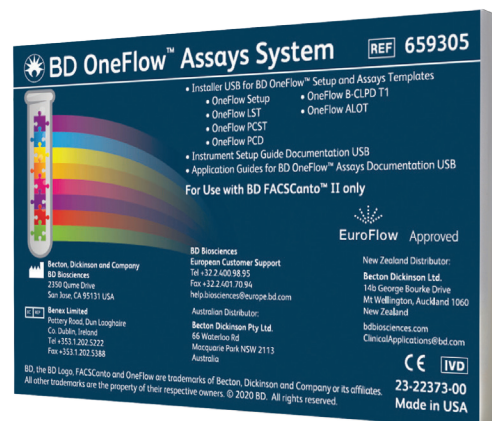 BD OneFlow™ Assays System
REF 659305
• Installer USB for BD OneFlow™ Setup and Assays Templates
• OneFlow Setup
• OneFlow LST
• OneFlow PCST
• OneFlow PCD
• OneFlow B-CLPD T1
• OneFlow ALOT
• Instrument Setup Guide Documentation USB
• Application Guides for BD OneFlow™ Assays Documentation USB
For Use with BD FACSCanto™ II only
EuroFlow Approved
Becton, Dickinson and Company
BD Biosciences
2350 Qume Drive
San Jose, CA 95131 USA
EC REP
Benex Limited
Pottery Road, Dun Laoghaire
Co. Dublin, Ireland
Tel +353.1.202.5222
Fax +353.1.202.5388
BD Biosciences
European Customer Support
Tel +32.2.400.98.95
Fax +32.2.401.70.94
help.biosciences@europe.bd.com
Australian Distributor:
Becton Dickinson Pty Ltd.
66 Waterloo Rd
Macquarie Park NSW 2113
Australia
New Zealand Distributor:
Becton Dickinson Ltd.
14b George Bourke Drive
Mt Wellington, Auckland 1060
New Zealand
bdbiosciences.com
ClinicalApplications@bd.com
CE IVD
23-22373-00
Made in USA
BD, the BD Logo, FACSCanto and OneFlow are trademarks of Becton, Dickinson and Company or its affiliates.
All other trademarks are the property of their respective owners. © 2020 BD. All rights reserved.